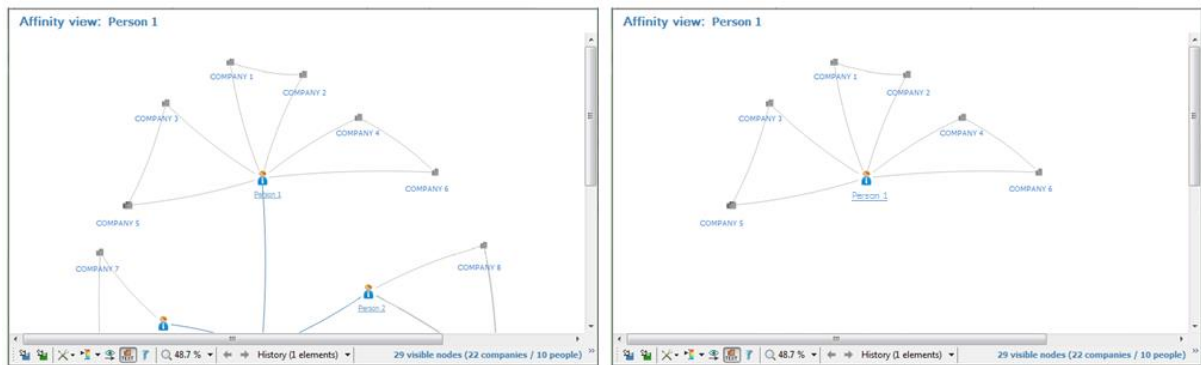 Affinity view: Person 1
COMPANY 1
COMPANY 2
COMPANY 3
COMPANY 4
Person 1
COMPANY 6
COMPANY 5
COMPANY 7
COMPANY 8
Person 2
TEXT
48.7 %
History (1 elements)
29 visible nodes (22 companies / 10 people)
Affinity view: Person 1
COMPANY 1
COMPANY 2
COMPANY 3
COMPANY 4
Person 1
COMPANY 6
COMPANY 5
TEXT
48.7 %
History (1 elements)
29 visible nodes (22 companies / 10 people)